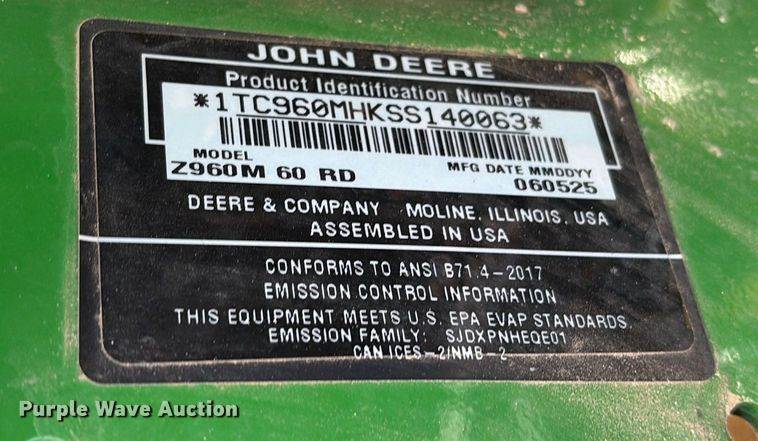 JOHN DEERE
Product Identification Number
*1TC960MHKSS140063*
MODEL MFG DATE MMDDYY
Z960M 60 RD 060525
DEERE & COMPANY MOLINE, ILLINOIS, USA
ASSEMBLED IN USA
CONFORMS TO ANSI B71.4-2017
EMISSION CONTROL INFORMATION
THIS EQUIPMENT MEETS U.S. EPA EVAP STANDARDS.
EMISSION FAMILY: SJDXPNHEQE01
CAN ICES-2/NMB-2
Purple Wave Auction